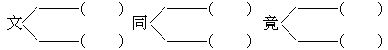 ——(  ) ——(  ) ——(  )
文 同 竟
——(  ) ——(  ) ——(  )